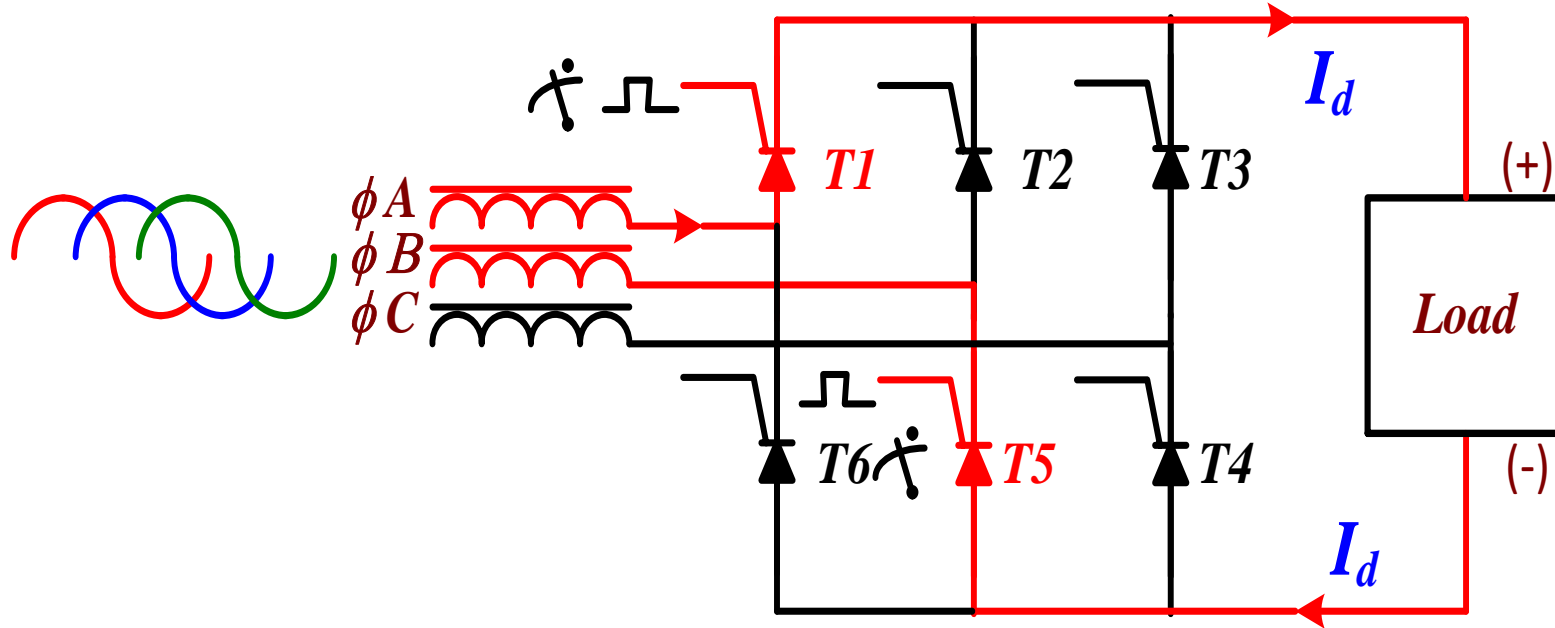 I_d
T1 T2 T3
(+)
ϕA
ϕB
ϕC
Load
T6 T5 T4
(-)
I_d